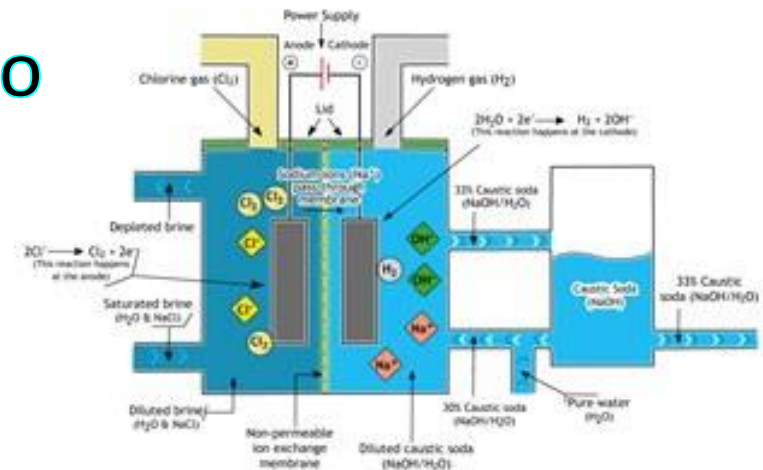 O
Power Supply
Anode Cathode
Chlorine gas (Cl₂)
Hydrogen gas (H₂)
Lid
2H₂O + 2e⁻ → H₂ + 2OH⁻
(This reaction happens at the cathode)
Sodium ions (Na⁺)
pass through
membrane
Cl₂
Cl₂
33% Caustic soda
(NaOH/H₂O)
Depleted brine
Cl⁻
OH⁻
2Cl⁻ → Cl₂ + 2e⁻
(This reaction happens
at the anode)
H₂
OH⁻
Caustic Soda
(NaOH)
33% Caustic
soda (NaOH/H₂O)
Saturated brine
(H₂O & NaCl)
Cl⁻
Na⁺
Cl₂
Na⁺
Diluted brine
(H₂O & NaCl)
30% Caustic soda
(NaOH/H₂O)
Pure water
(H₂O)
Non-permeable
ion exchange
membrane
Diluted caustic soda
(NaOH/H₂O)